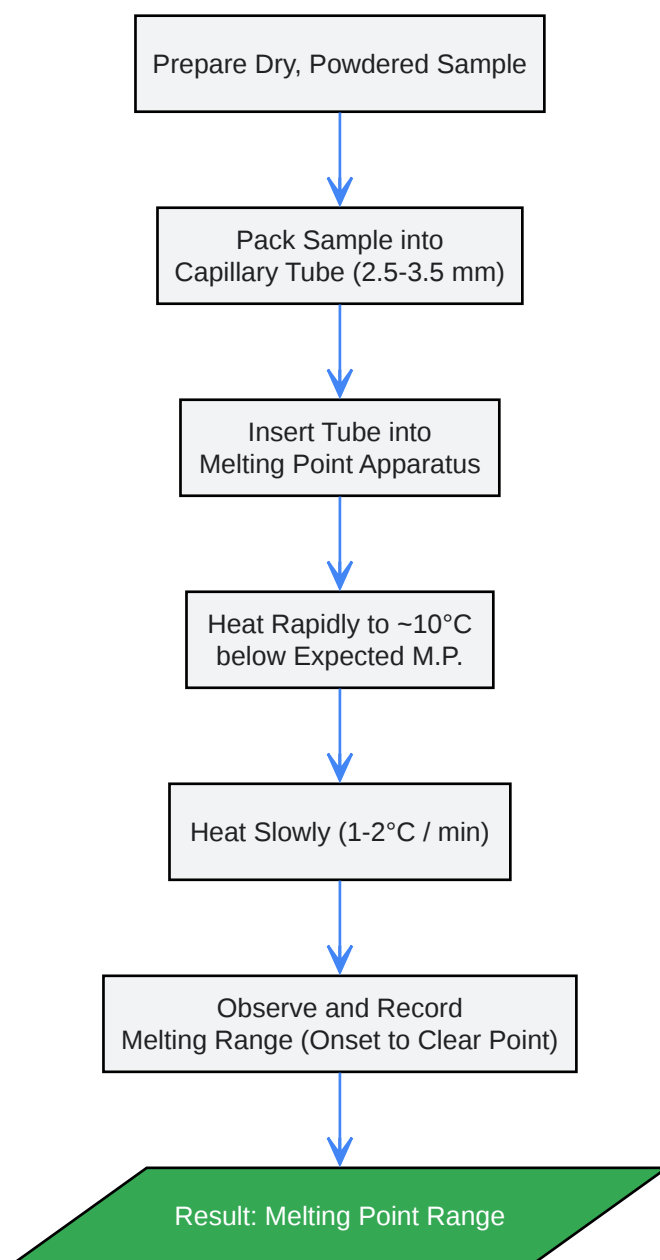 Prepare Dry, Powdered Sample
Pack Sample into
Capillary Tube (2.5-3.5 mm)
Insert Tube into
Melting Point Apparatus
Heat Rapidly to ~10°C
below Expected M.P.
Heat Slowly (1-2°C / min)
Observe and Record
Melting Range (Onset to Clear Point)
Result: Melting Point Range